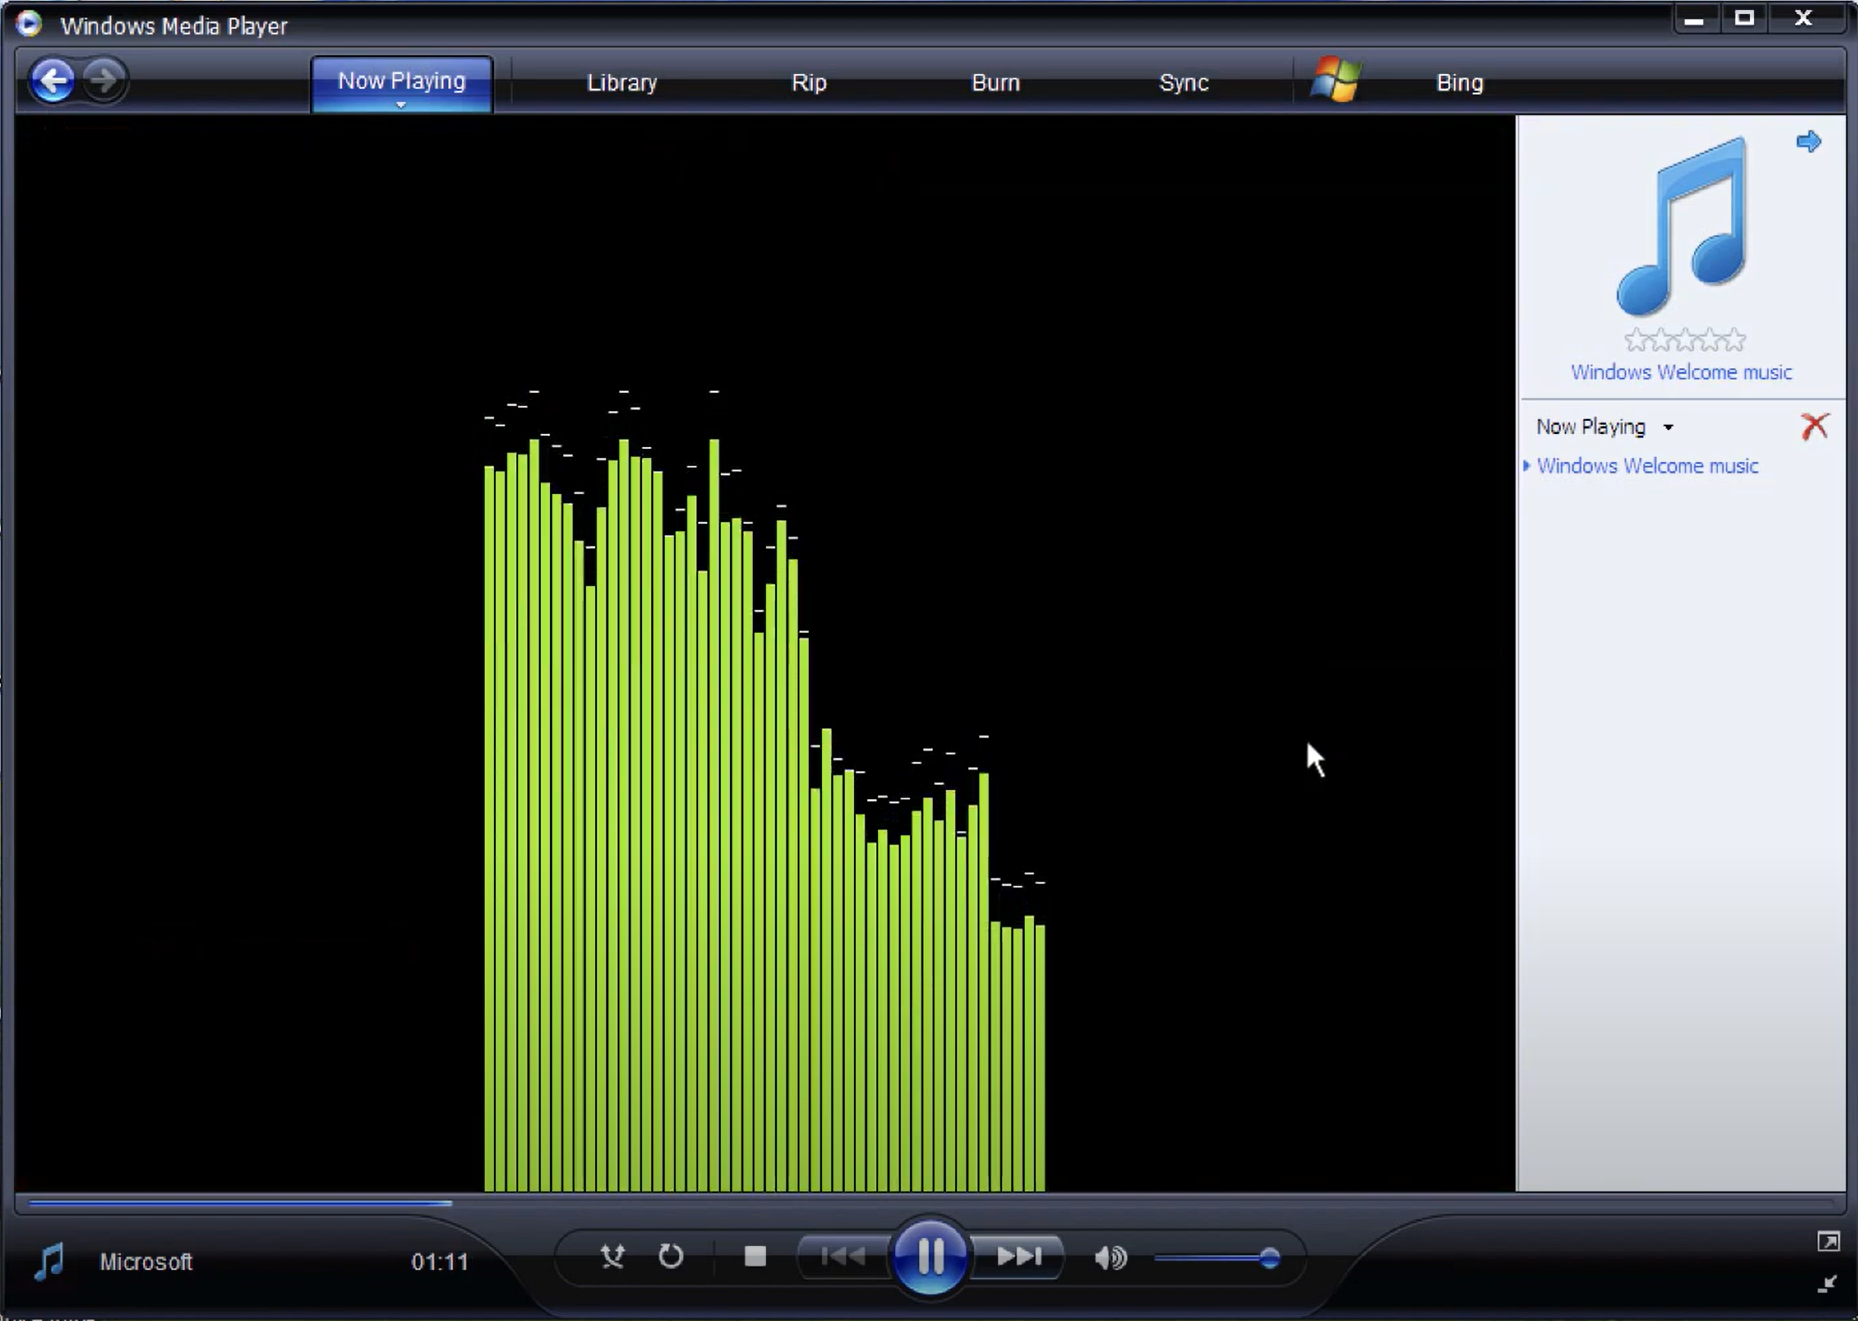 Windows Media Player
Now Playing Library Rip Burn Sync Bing
Windows Welcome music
Now Playing
Windows Welcome music
Microsoft 01:11